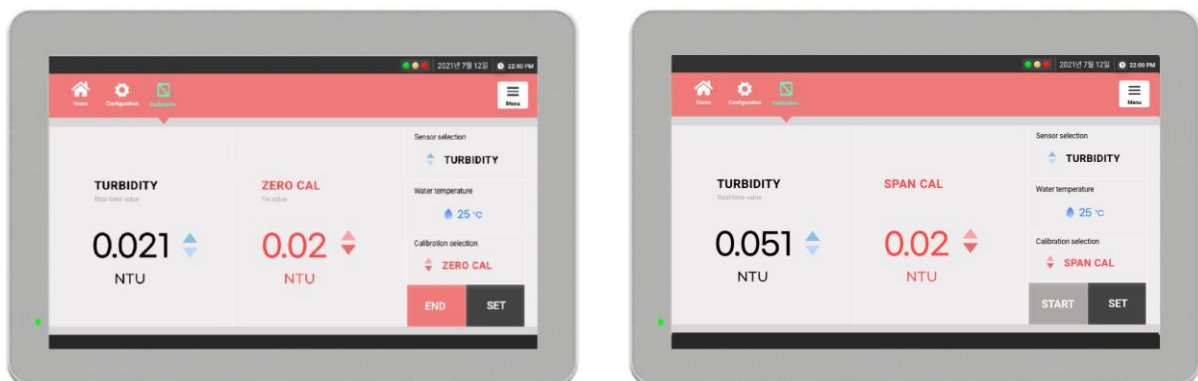 2021년 7월 12일 22:00 PM
Home Configuration Calibration Menu
TURBIDITY
Real time value
0.021
NTU
ZERO CAL
Fix value
0.02
NTU
Sensor selection
TURBIDITY
Water temperature
25 ℃
Calibration selection
ZERO CAL
END SET
2021년 7월 12일 22:00 PM
Home Configuration Calibration Menu
TURBIDITY
Real time value
0.051
NTU
SPAN CAL
0.02
NTU
Sensor selection
TURBIDITY
Water temperature
25 ℃
Calibration selection
SPAN CAL
START SET